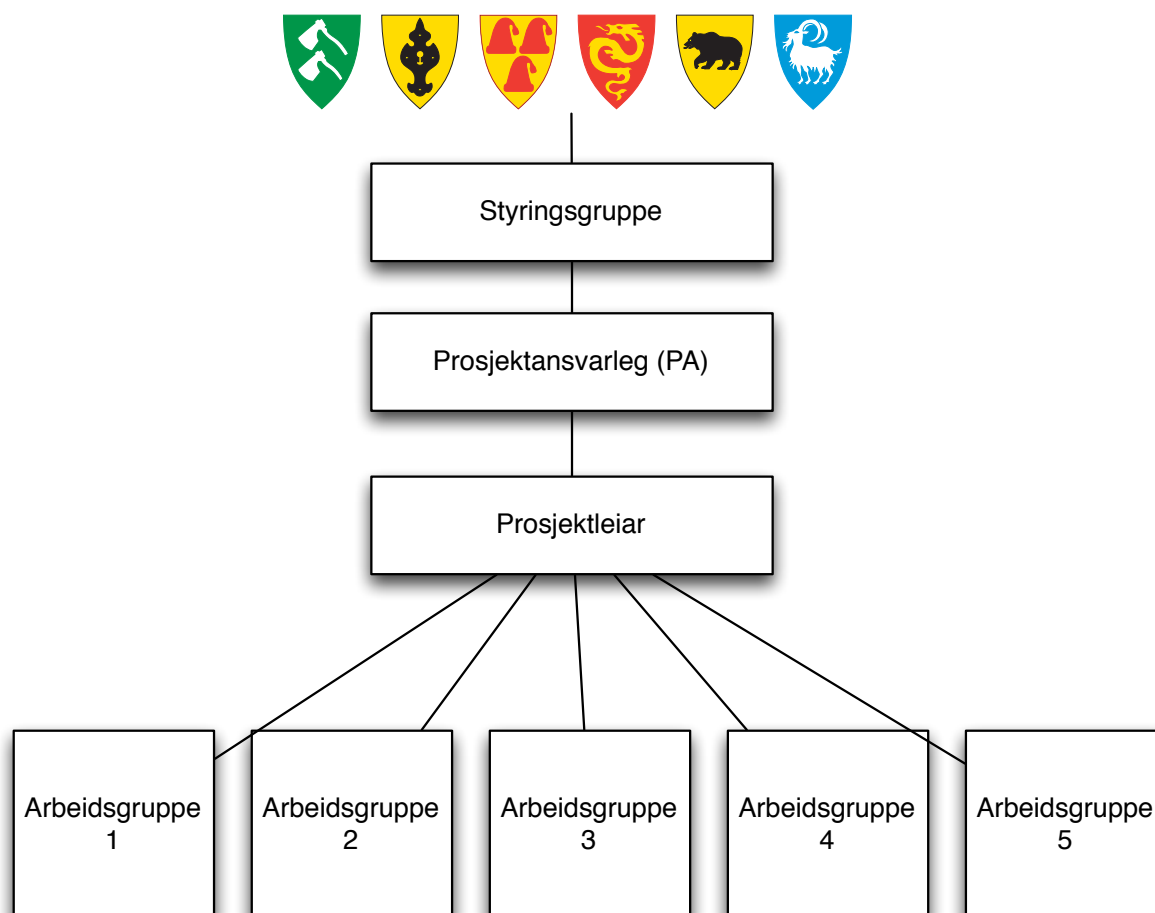 Styringsgruppe
Prosjektansvarleg (PA)
Prosjektleiar
Arbeidsgruppe
1
Arbeidsgruppe
2
Arbeidsgruppe
3
Arbeidsgruppe
4
Arbeidsgruppe
5